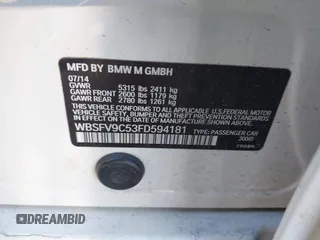 MFD BY BMW M GMBH
07/14
GVWR 5315 lbs 2411 kg
GAWR FRONT 2600 lbs 1179 kg
GAWR REAR 2780 lbs 1261 kg
THIS VEHICLE CONFORMS TO ALL APPLICABLE
FEDERAL MOTOR VEHICLE SAFETY, BUMPER,
AND THEFT PREVENTION STANDARDS IN EFFECT
ON THE DATE OF MANUFACTURE SHOWN ABOVE.
WBSFV9C53FD594181
TYPE: PASSENGER CAR
300/0
DREAMBID